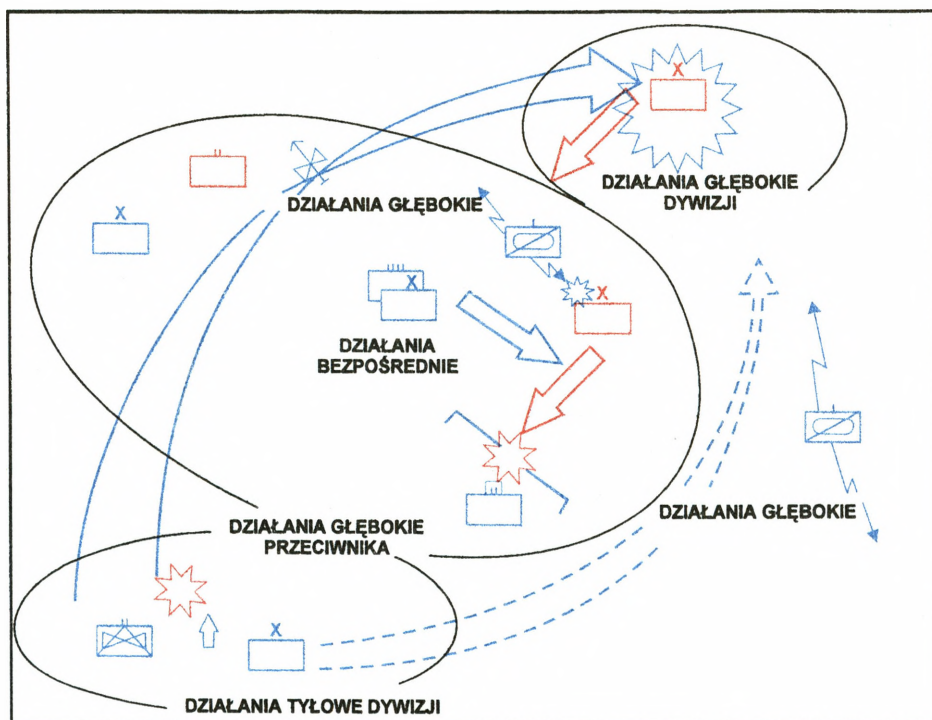 X
DZIAŁANIA GŁĘBOKIE
DYWIZJI
X
DZIAŁANIA GŁĘBOKIE
X
X
DZIAŁANIA
BEZPOŚREDNIE
DZIAŁANIA GŁĘBOKIE
DZIAŁANIA GŁĘBOKIE
PRZECIWNIKA
X
DZIAŁANIA TYŁOWE DYWIZJI